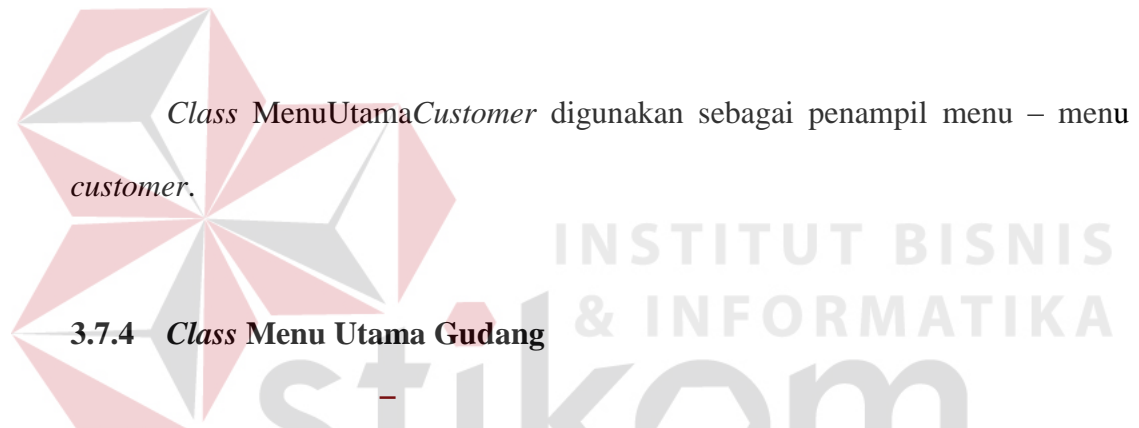 Class MenuUtamaCustomer digunakan sebagai penampil menu – menu
customer.
INSTITUT BISNIS
& INFORMATIKA
3.7.4 Class Menu Utama Gudang
stikom
–